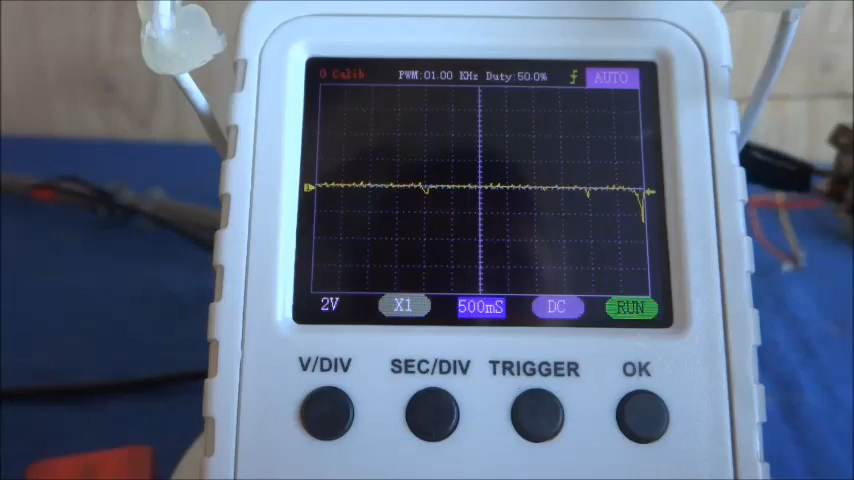 0 Calib PWM:01.00 KHz Duty:50.0% AUTO
2V X1 500mS DC RUN
V/DIV SEC/DIV TRIGGER OK